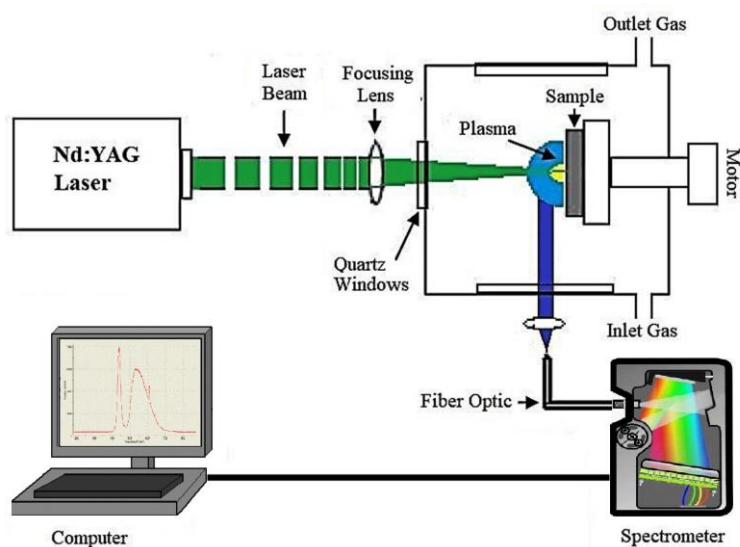 Outlet Gas
Laser
Beam
Focusing
Lens
Sample
Plasma
Nd:YAG
Laser
Motor
Quartz
Windows
Inlet Gas
Fiber Optic
Computer
Spectrometer